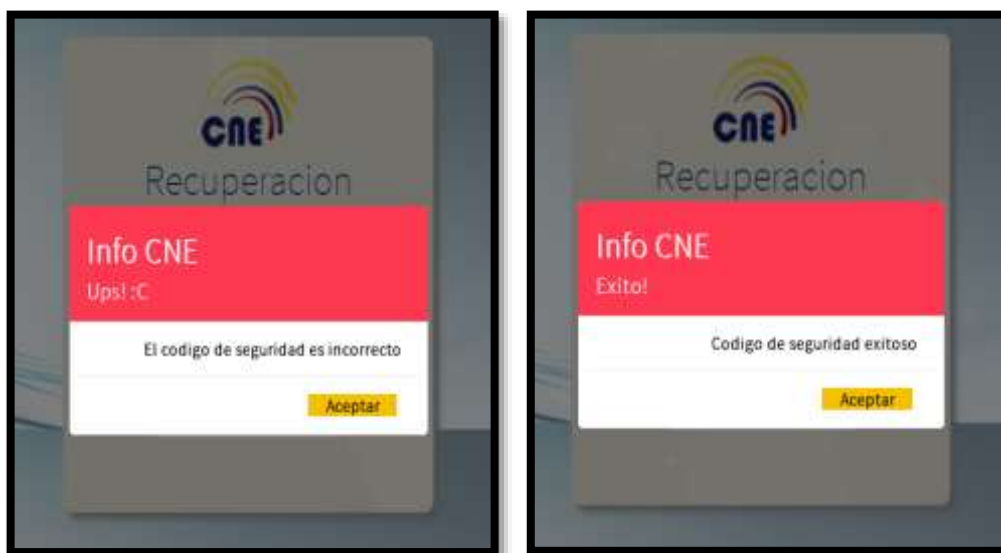 CNE
Recuperacion
Info CNE
Ups! :C
El codigo de seguridad es incorrecto
Aceptar
CNE
Recuperacion
Info CNE
Exito!
Codigo de seguridad exitoso
Aceptar